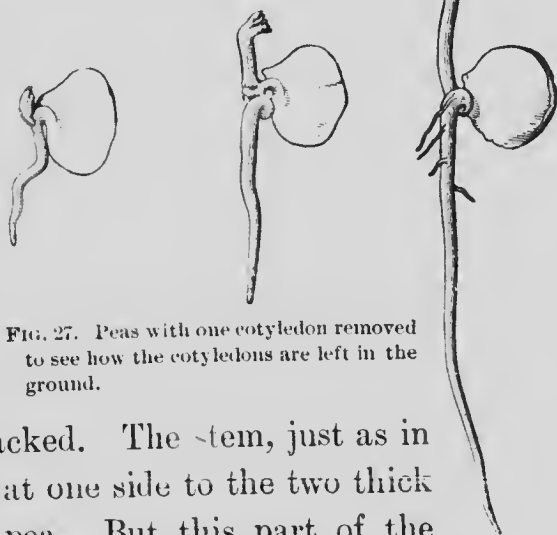 FIG. 27. Peas with one cotyledon removed
to see how the cotyledons are left in the
ground.
acked. The stem, just as in
at one side to the two thick
pea. But this part of the